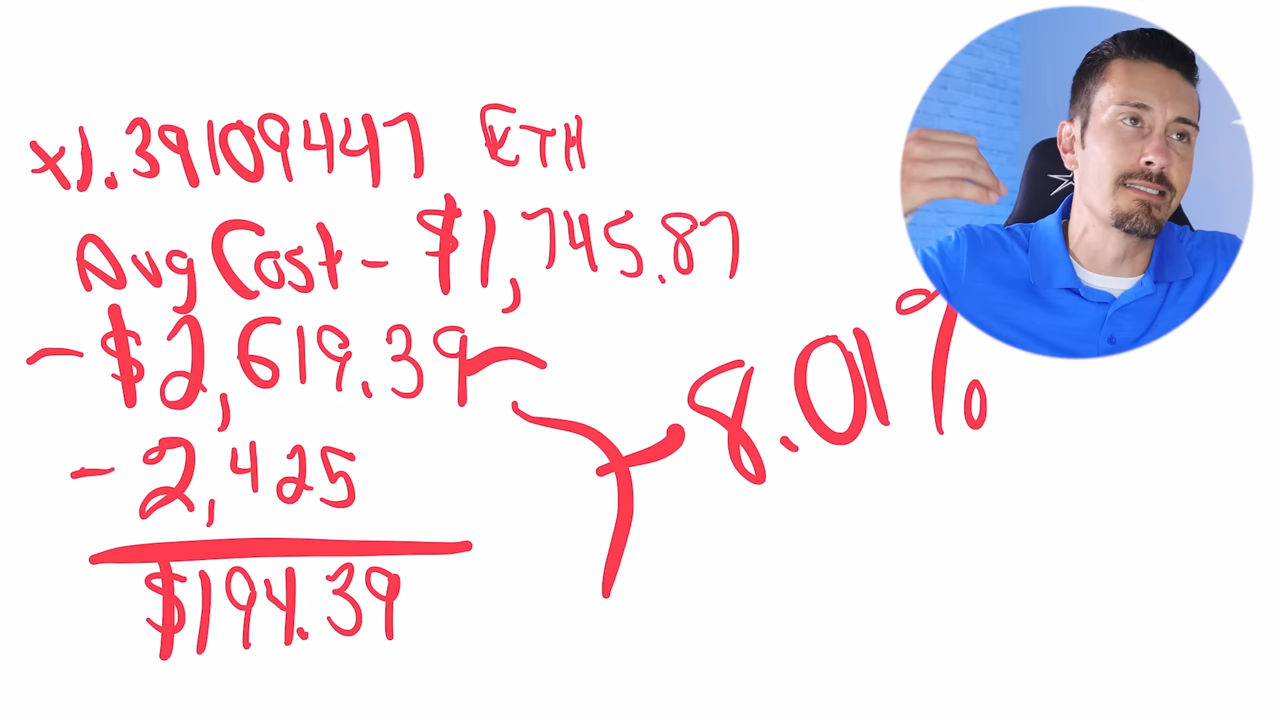 x1.39109447 ETH
Avg Cost - $1,745.87
- $2,619.39
- 2,425
$194.39
8.01%